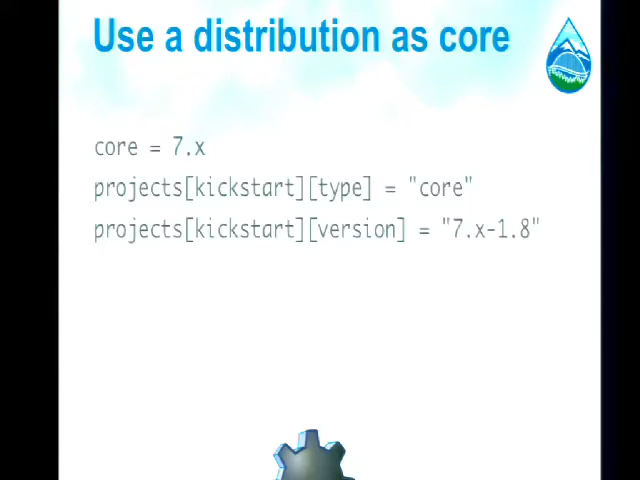 Use a distribution as core
core = 7.x
projects[kickstart][type] = "core"
projects[kickstart][version] = "7.x-1.8"